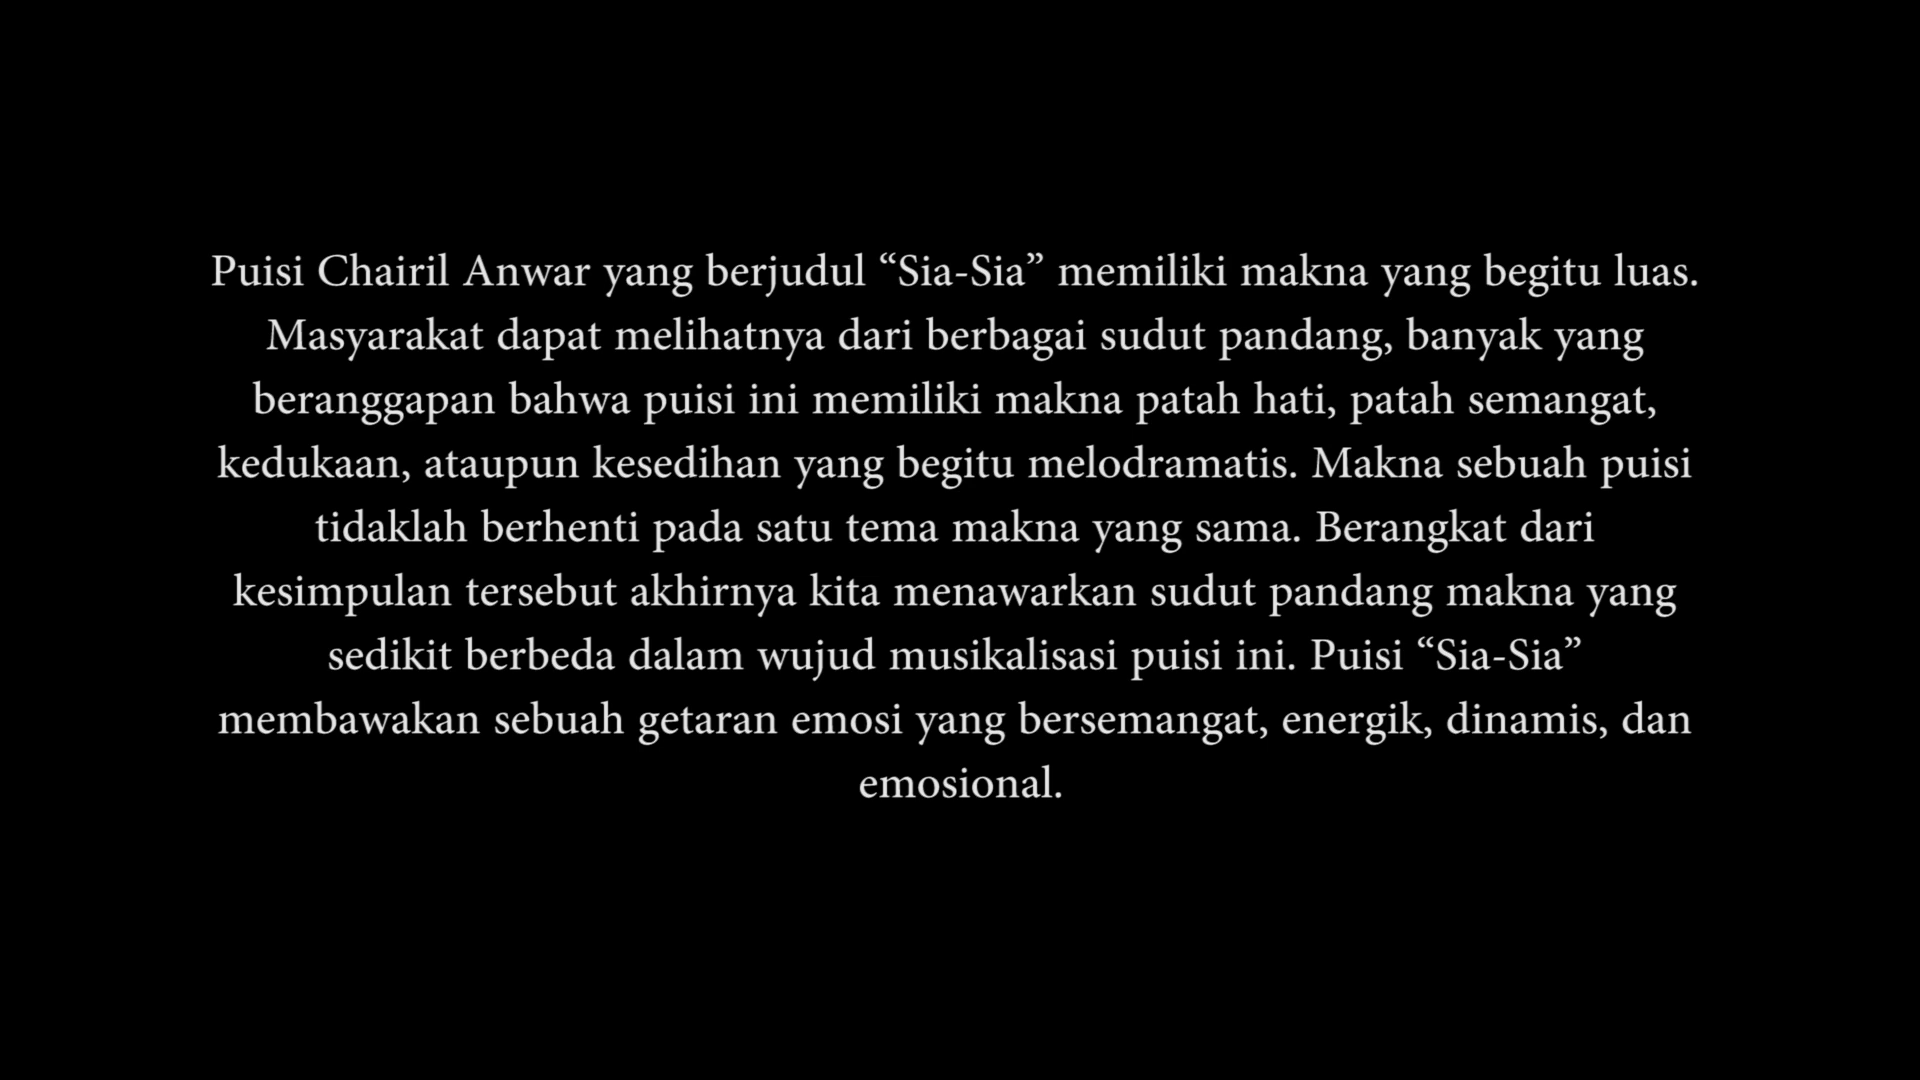 Puisi Chairil Anwar yang berjudul “Sia-Sia” memiliki makna yang begitu luas.
Masyarakat dapat melihatnya dari berbagai sudut pandang, banyak yang
beranggapan bahwa puisi ini memiliki makna patah hati, patah semangat,
kedukaan, ataupun kesedihan yang begitu melodramatis. Makna sebuah puisi
tidaklah berhenti pada satu tema makna yang sama. Berangkat dari
kesimpulan tersebut akhirnya kita menawarkan sudut pandang makna yang
sedikit berbeda dalam wujud musikalisasi puisi ini. Puisi “Sia-Sia”
membawakan sebuah getaran emosi yang bersemangat, energik, dinamis, dan
emosional.